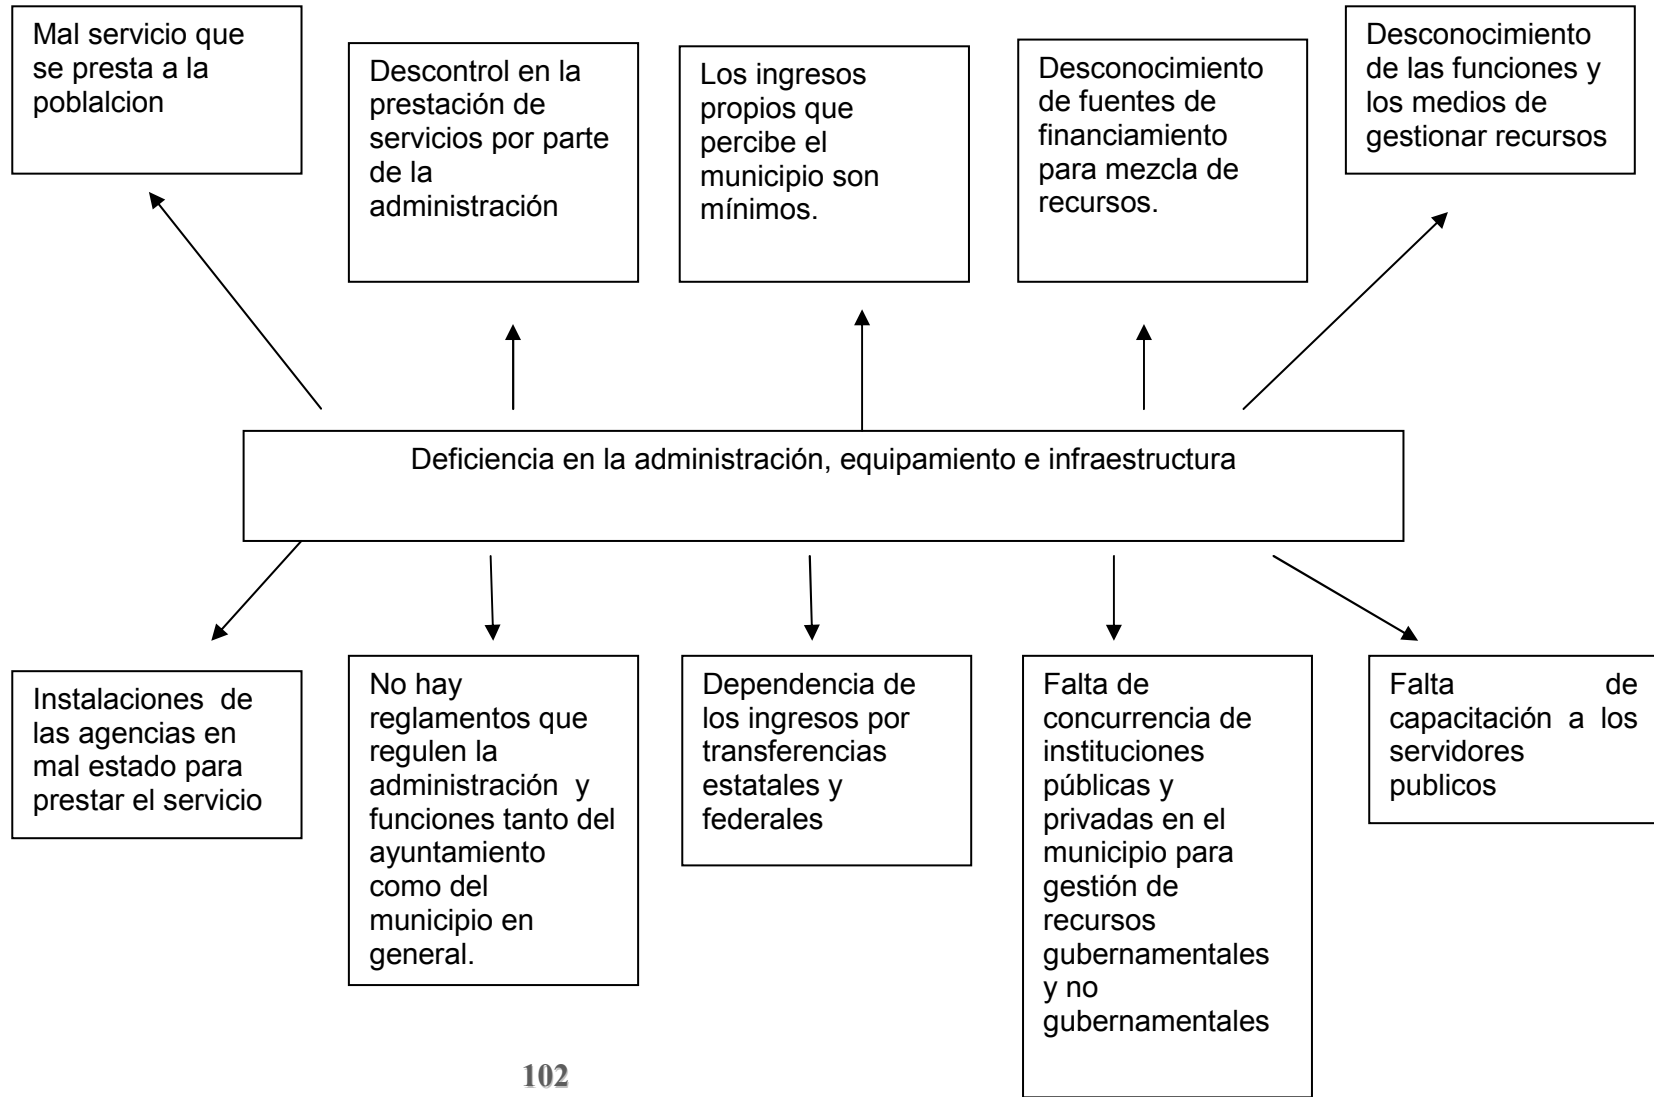 Mal servicio que
se presta a la
poblalcion
Descontrol en la
prestación de
servicios por parte
de la
administración
Los ingresos
propios que
percibe el
municipio son
mínimos.
Desconocimiento
de fuentes de
financiamiento
para mezcla de
recursos.
Desconocimiento
de las funciones y
los medios de
gestionar recursos
Deficiencia en la administración, equipamiento e infraestructura
Instalaciones de
las agencias en
mal estado para
prestar el servicio
No hay
reglamentos que
regulen la
administración y
funciones tanto del
ayuntamiento
como del
municipio en
general.
Dependencia de
los ingresos por
transferencias
estatales y
federales
Falta de
concurrencia de
instituciones
públicas y
privadas en el
municipio para
gestión de
recursos
gubernamentales
y no
gubernamentales
Falta de
capacitación a los
servidores
publicos
102